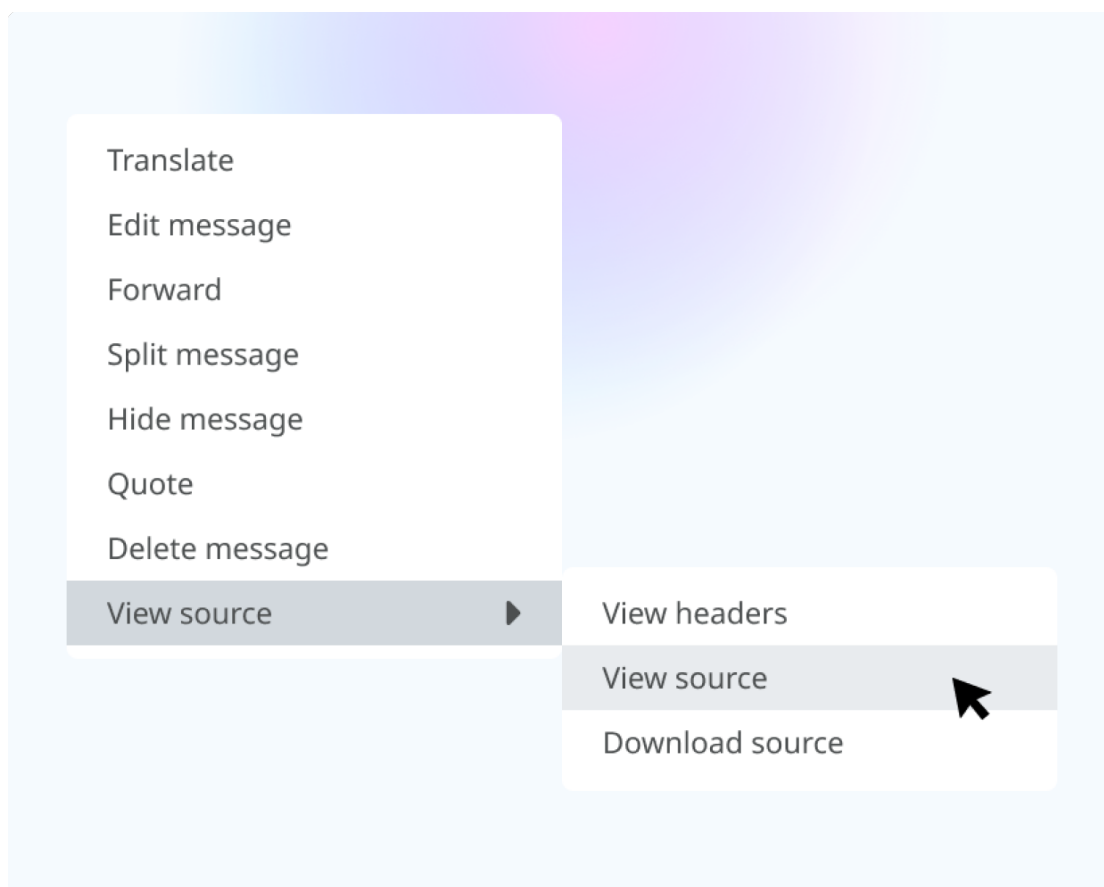 Translate
Edit message
Forward
Split message
Hide message
Quote
Delete message
View source
View headers
View source
Download source